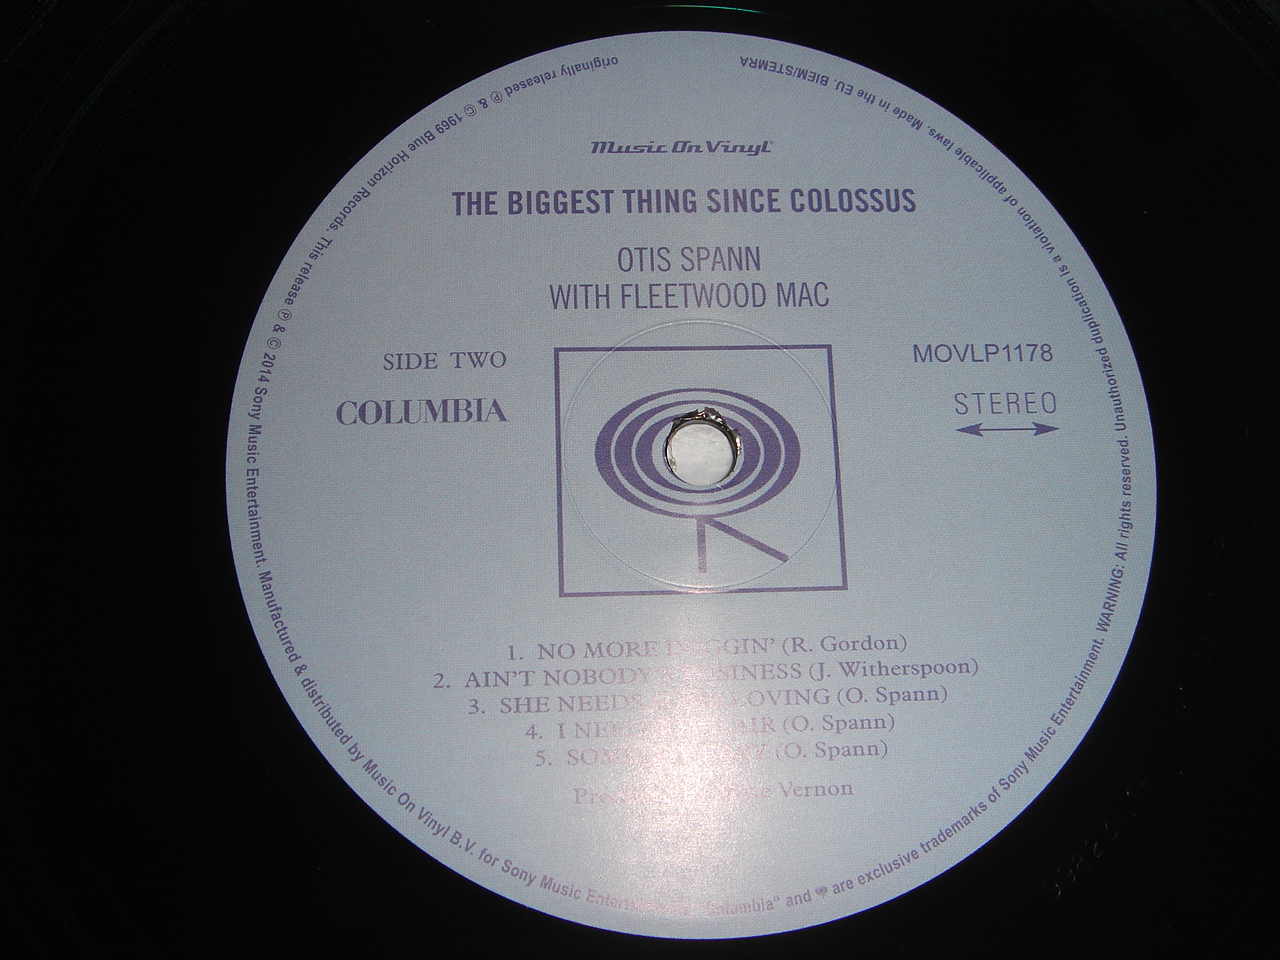 Music On Vinyl
THE BIGGEST THING SINCE COLOSSUS
OTIS SPANN
WITH FLEETWOOD MAC
SIDE TWO
COLUMBIA
MOVLP1178
STEREO
1. NO MORE (R. Gordon)
2. AIN'T NOBODY (J. Witherspoon)
3. SHE NEEDS LOVING (O. Spann)
4. I (O. Spann)
5. (O. Spann)
Vernon
originally released ℗ & © 1969 Blue Horizon Records. This release ℗ & © 2014 Sony Music Entertainment. Manufactured & distributed by Music On Vinyl B.V. for Sony Music "Columbia" and are exclusive trademarks of Sony Music Entertainment. WARNING: All rights reserved. Unauthorized duplication is a violation of applicable laws. Made in the EU. BIEM/STEMRA